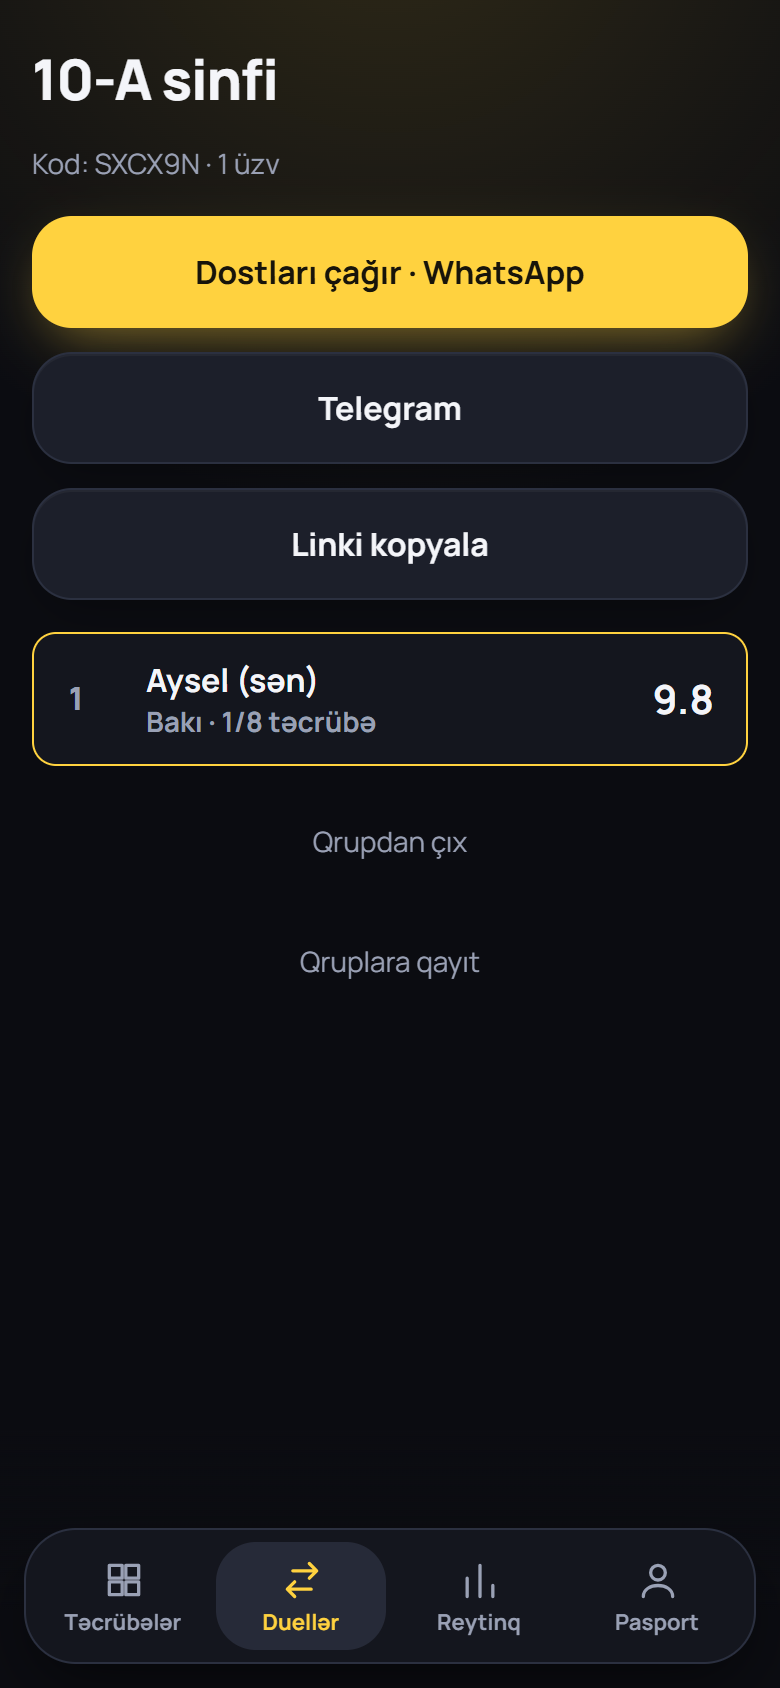 10-A sinfi
Kod: SXCX9N · 1 üzv
Dostları çağır · WhatsApp
Telegram
Linki kopyala
1
Aysel (sən)
Bakı · 1/8 təcrübə
9.8
Qrupdan çıx
Qruplara qayıt
Təcrübələr
Duellər
Reytinq
Pasport